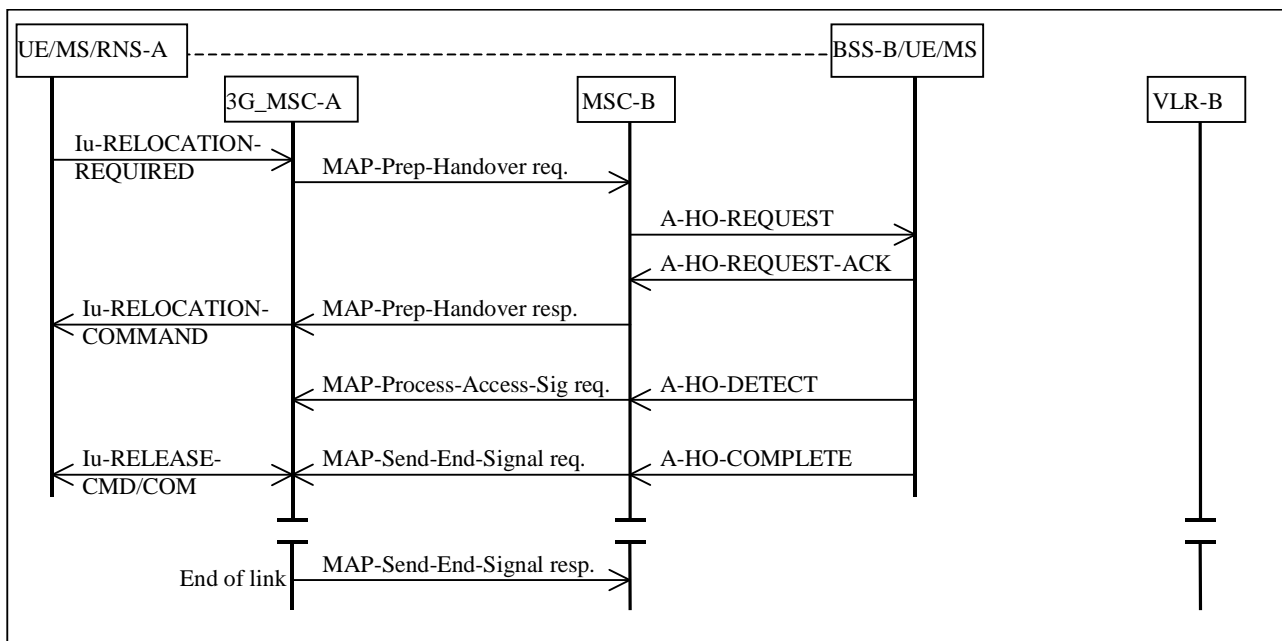 UE/MS/RNS-A
BSS-B/UE/MS
3G_MSC-A
MSC-B
VLR-B
Iu-RELOCATION-
REQUIRED
MAP-Prep-Handover req.
A-HO-REQUEST
A-HO-REQUEST-ACK
Iu-RELOCATION-
COMMAND
MAP-Prep-Handover resp.
MAP-Process-Access-Sig req.
A-HO-DETECT
Iu-RELEASE-
CMD/COM
MAP-Send-End-Signal req.
A-HO-COMPLETE
End of link
MAP-Send-End-Signal resp.